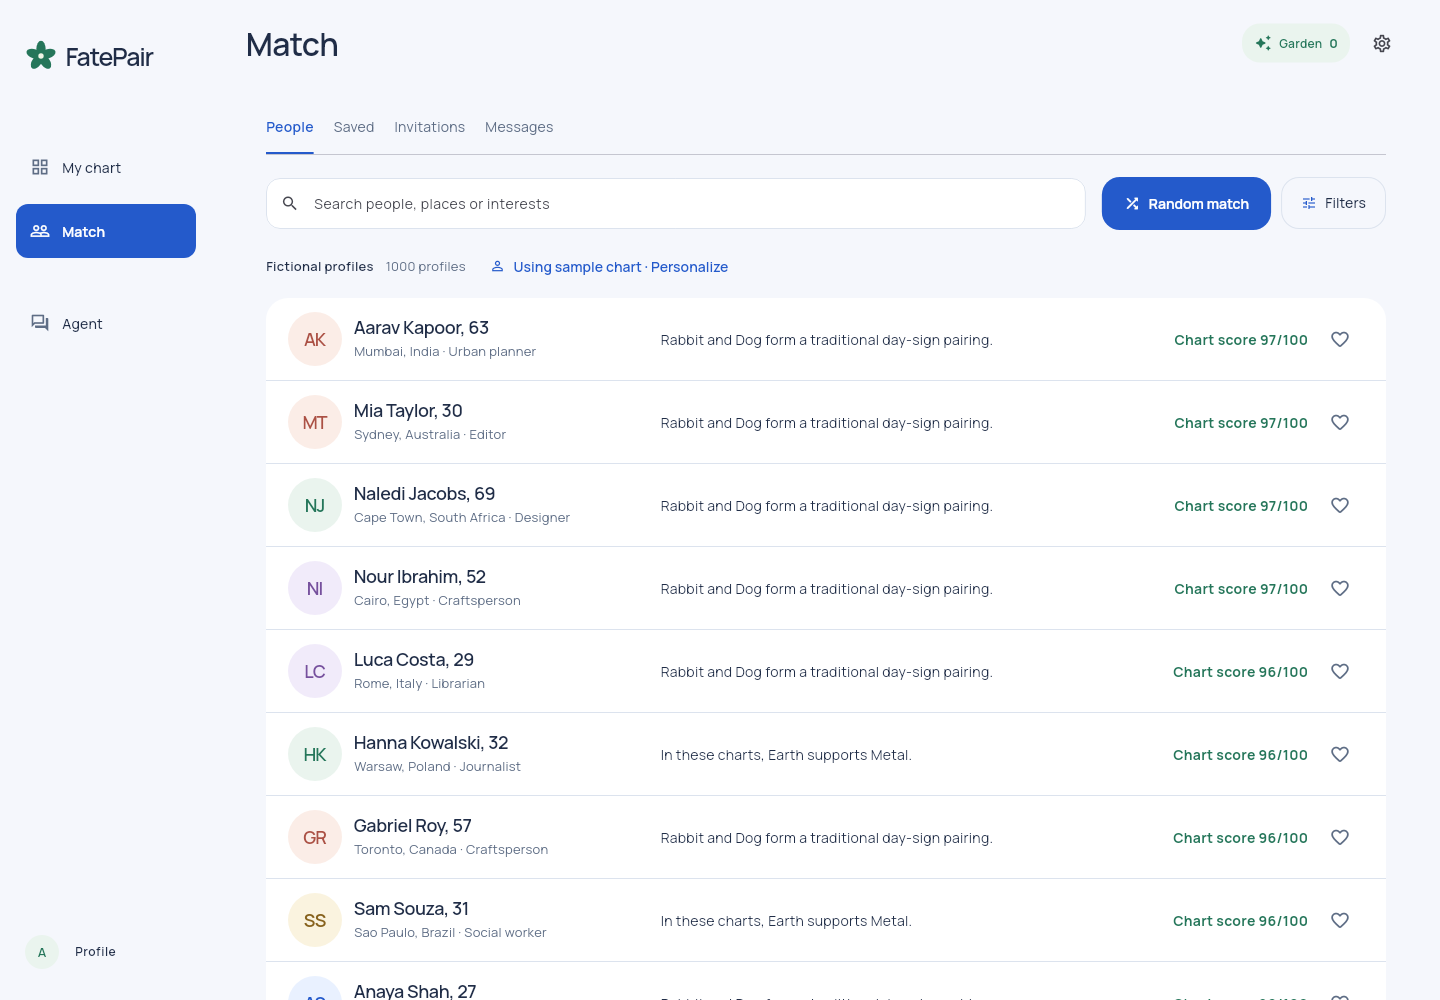 FatePair
Match
Garden 0
My chart
Match
Agent
A Profile
People Saved Invitations Messages
Search people, places or interests
Random match
Filters
Fictional profiles 1000 profiles Using sample chart · Personalize
AK
Aarav Kapoor, 63
Mumbai, India · Urban planner
Rabbit and Dog form a traditional day-sign pairing.
Chart score 97/100
MT
Mia Taylor, 30
Sydney, Australia · Editor
Rabbit and Dog form a traditional day-sign pairing.
Chart score 97/100
NJ
Naledi Jacobs, 69
Cape Town, South Africa · Designer
Rabbit and Dog form a traditional day-sign pairing.
Chart score 97/100
NI
Nour Ibrahim, 52
Cairo, Egypt · Craftsperson
Rabbit and Dog form a traditional day-sign pairing.
Chart score 97/100
LC
Luca Costa, 29
Rome, Italy · Librarian
Rabbit and Dog form a traditional day-sign pairing.
Chart score 96/100
HK
Hanna Kowalski, 32
Warsaw, Poland · Journalist
In these charts, Earth supports Metal.
Chart score 96/100
GR
Gabriel Roy, 57
Toronto, Canada · Craftsperson
Rabbit and Dog form a traditional day-sign pairing.
Chart score 96/100
SS
Sam Souza, 31
Sao Paulo, Brazil · Social worker
In these charts, Earth supports Metal.
Chart score 96/100
Anaya Shah, 27